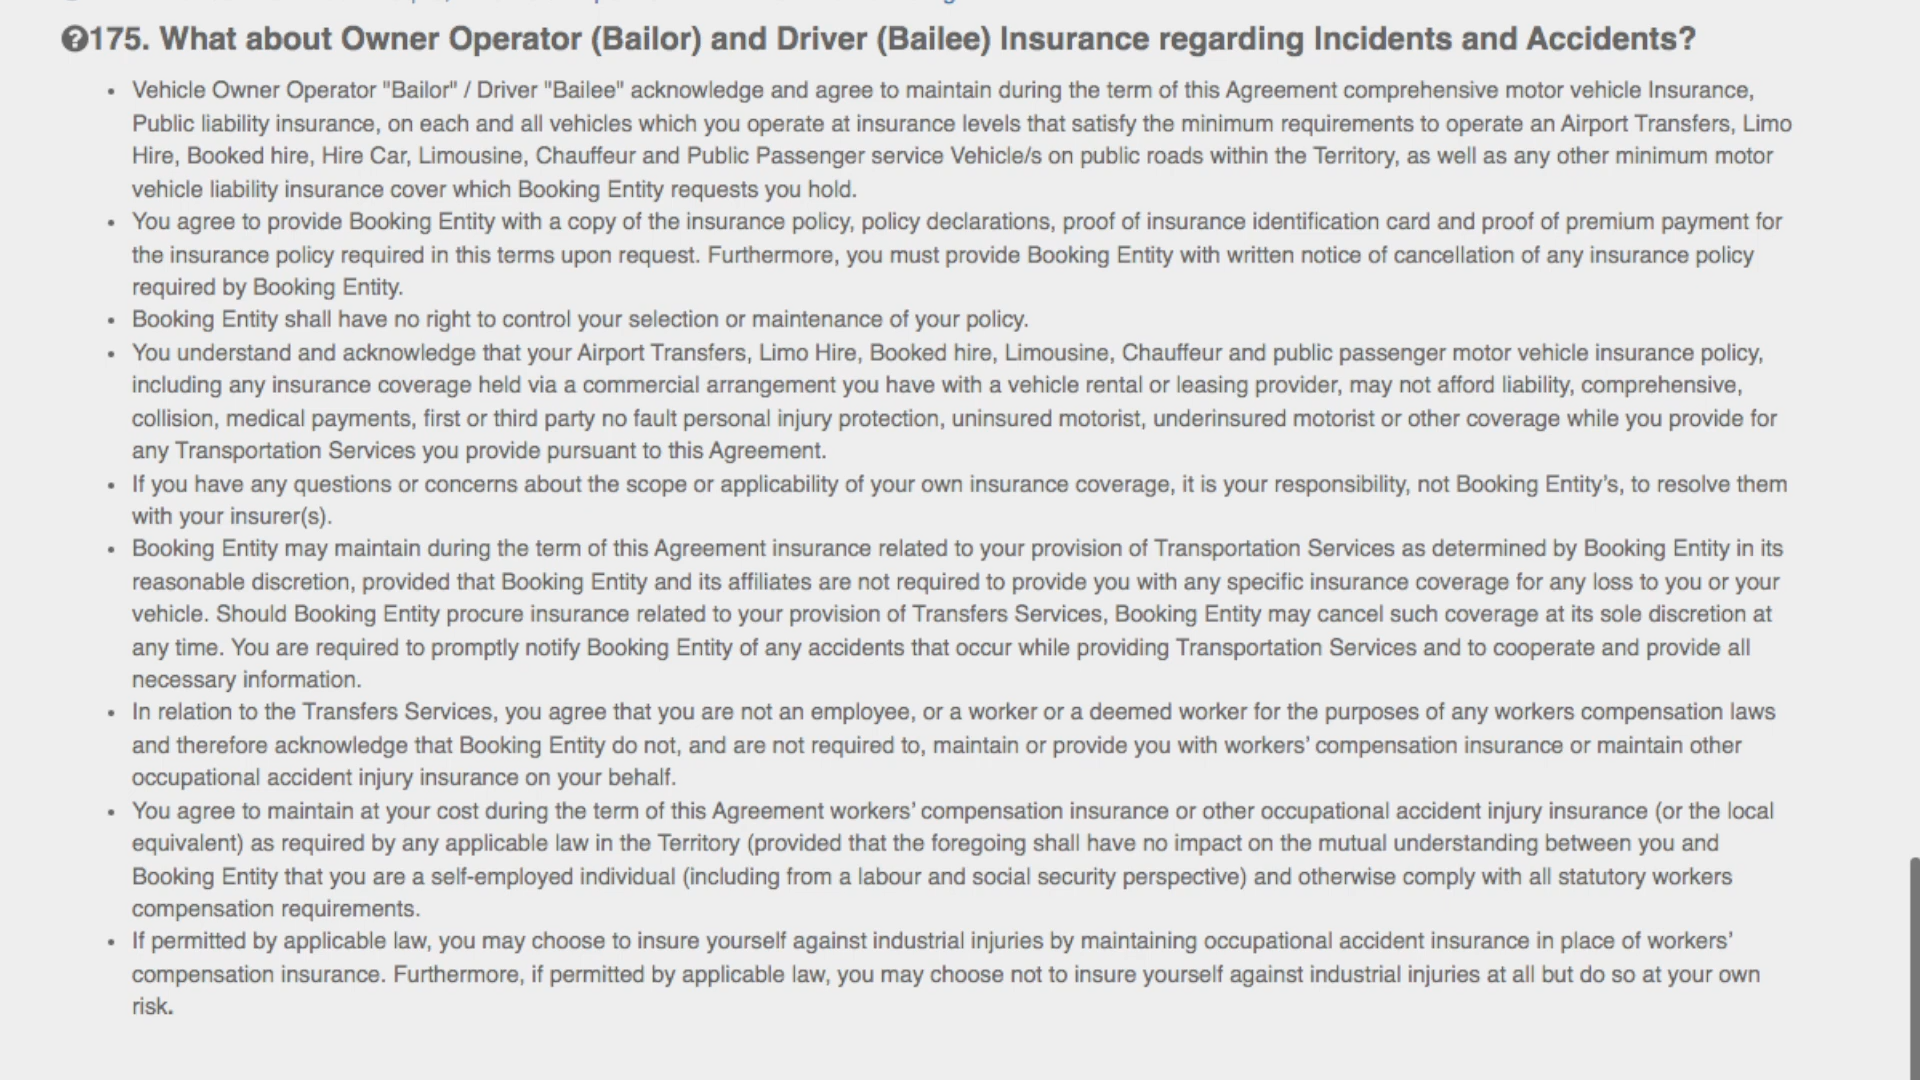 175. What about Owner Operator (Bailor) and Driver (Bailee) Insurance regarding Incidents and Accidents?
• Vehicle Owner Operator "Bailor" / Driver "Bailee" acknowledge and agree to maintain during the term of this Agreement comprehensive motor vehicle Insurance,
Public liability insurance, on each and all vehicles which you operate at insurance levels that satisfy the minimum requirements to operate an Airport Transfers, Limo
Hire, Booked hire, Hire Car, Limousine, Chauffeur and Public Passenger service Vehicle/s on public roads within the Territory, as well as any other minimum motor
vehicle liability insurance cover which Booking Entity requests you hold.
• You agree to provide Booking Entity with a copy of the insurance policy, policy declarations, proof of insurance identification card and proof of premium payment for
the insurance policy required in this terms upon request. Furthermore, you must provide Booking Entity with written notice of cancellation of any insurance policy
required by Booking Entity.
• Booking Entity shall have no right to control your selection or maintenance of your policy.
• You understand and acknowledge that your Airport Transfers, Limo Hire, Booked hire, Limousine, Chauffeur and public passenger motor vehicle insurance policy,
including any insurance coverage held via a commercial arrangement you have with a vehicle rental or leasing provider, may not afford liability, comprehensive,
collision, medical payments, first or third party no fault personal injury protection, uninsured motorist, underinsured motorist or other coverage while you provide for
any Transportation Services you provide pursuant to this Agreement.
• If you have any questions or concerns about the scope or applicability of your own insurance coverage, it is your responsibility, not Booking Entity's, to resolve them
with your insurer(s).
• Booking Entity may maintain during the term of this Agreement insurance related to your provision of Transportation Services as determined by Booking Entity in its
reasonable discretion, provided that Booking Entity and its affiliates are not required to provide you with any specific insurance coverage for any loss to you or your
vehicle. Should Booking Entity procure insurance related to your provision of Transfers Services, Booking Entity may cancel such coverage at its sole discretion at
any time. You are required to promptly notify Booking Entity of any accidents that occur while providing Transportation Services and to cooperate and provide all
necessary information.
• In relation to the Transfers Services, you agree that you are not an employee, or a worker or a deemed worker for the purposes of any workers compensation laws
and therefore acknowledge that Booking Entity do not, and are not required to, maintain or provide you with workers' compensation insurance or maintain other
occupational accident injury insurance on your behalf.
• You agree to maintain at your cost during the term of this Agreement workers' compensation insurance or other occupational accident injury insurance (or the local
equivalent) as required by any applicable law in the Territory (provided that the foregoing shall have no impact on the mutual understanding between you and
Booking Entity that you are a self-employed individual (including from a labour and social security perspective) and otherwise comply with all statutory workers
compensation requirements.
• If permitted by applicable law, you may choose to insure yourself against industrial injuries by maintaining occupational accident insurance in place of workers'
compensation insurance. Furthermore, if permitted by applicable law, you may choose not to insure yourself against industrial injuries at all but do so at your own
risk.